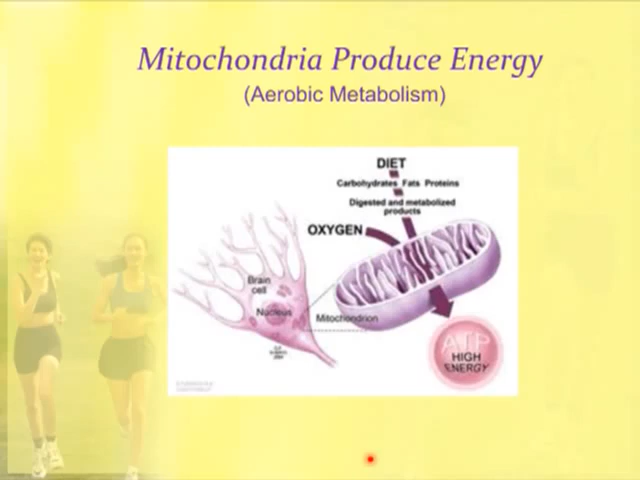 Mitochondria Produce Energy
(Aerobic Metabolism)
DIET
Carbohydrates Fats Proteins
Digested and metabolized
products
OXYGEN
Brain
cell
Nucleus
Mitochondrion
ATP
HIGH
ENERGY